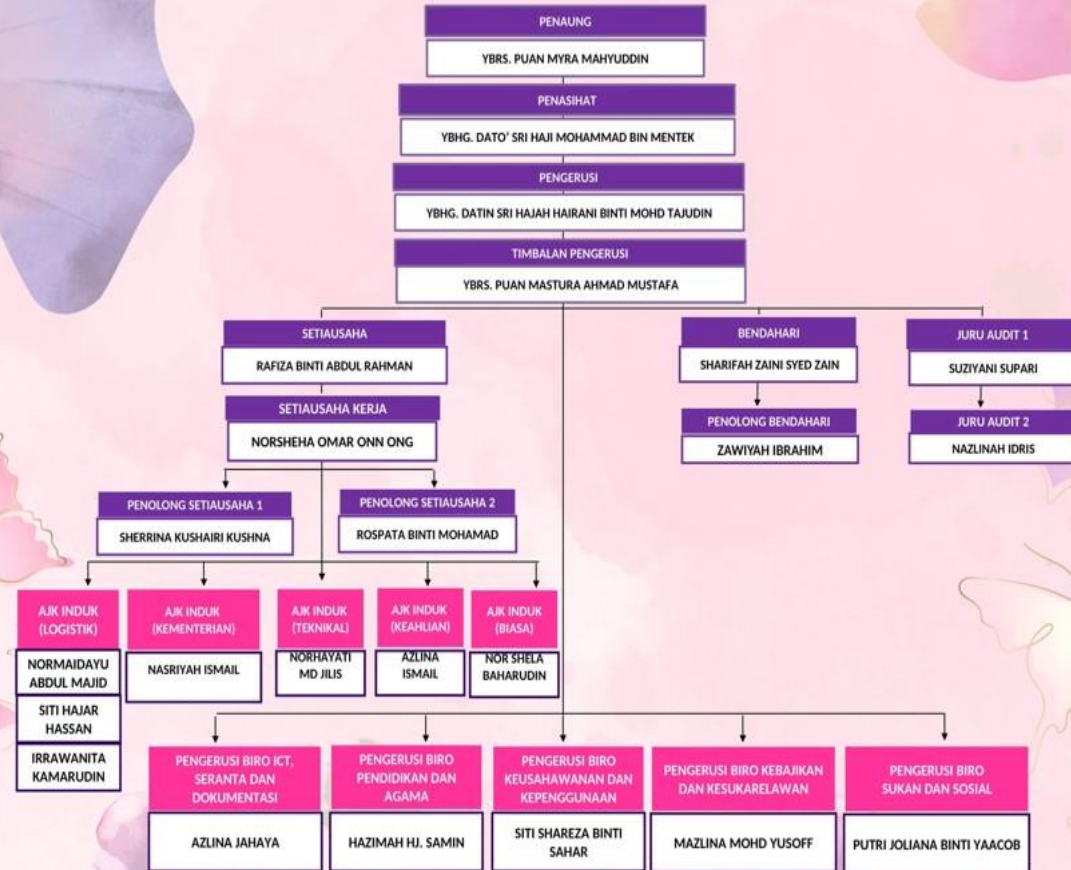 PENAUNG
YBRS. PUAN MYRA MAHYUDDIN
PENASIHAT
YBHG. DATO' SRI HAJI MOHAMMAD BIN MENTEK
PENGERUSI
YBHG. DATIN SRI HAJAH HAIRANI BINTI MOHD TAJUDIN
TIMBALAN PENGERUSI
YBRS. PUAN MASTURA AHMAD MUSTAFA
SETIAUSAHA
RAFIZA BINTI ABDUL RAHMAN
BENDAHARI
SHARIFAH ZAINI SYED ZAIN
JURU AUDIT 1
SUZIYANI SUPARI
SETIAUSAHA KERJA
NORSHEHA OMAR ONN ONG
PENOLONG BENDAHARI
ZAWIYAH IBRAHIM
JURU AUDIT 2
NAZLINAH IDRIS
PENOLONG SETIAUSAHA 1
SHERRINA KUSHAIRI KUSHNA
PENOLONG SETIAUSAHA 2
ROSPATA BINTI MOHAMAD
AJK INDUK
(LOGISTIK)
NORMAIDAYU
ABDUL MAJID
SITI HAJAR
HASSAN
IRRAWANITA
KAMARUDIN
AJK INDUK
(KEMENTERIAN)
NASRIYAH ISMAIL
AJK INDUK
(TEKNIKAL)
NORHAYATI
MD JILIS
AJK INDUK
(KEAHLIAN)
AZLINA
ISMAIL
AJK INDUK
(BIASA)
NOR SHELA
BAHARUDIN
PENGERUSI BIRO ICT,
SERANTA DAN
DOKUMENTASI
AZLINA JAHAYA
PENGERUSI BIRO
PENDIDIKAN DAN
AGAMA
HAZIMAH HJ. SAMIN
PENGERUSI BIRO
KEUSAHAWANAN DAN
KEPENGGUNAAN
SITI SHAREZA BINTI
SAHAR
PENGERUSI BIRO KEBAJIKAN
DAN KESUKARELAWAN
MAZLINA MOHD YUSOFF
PENGERUSI BIRO
SUKAN DAN SOSIAL
PUTRI JOLIANA BINTI YAACOB